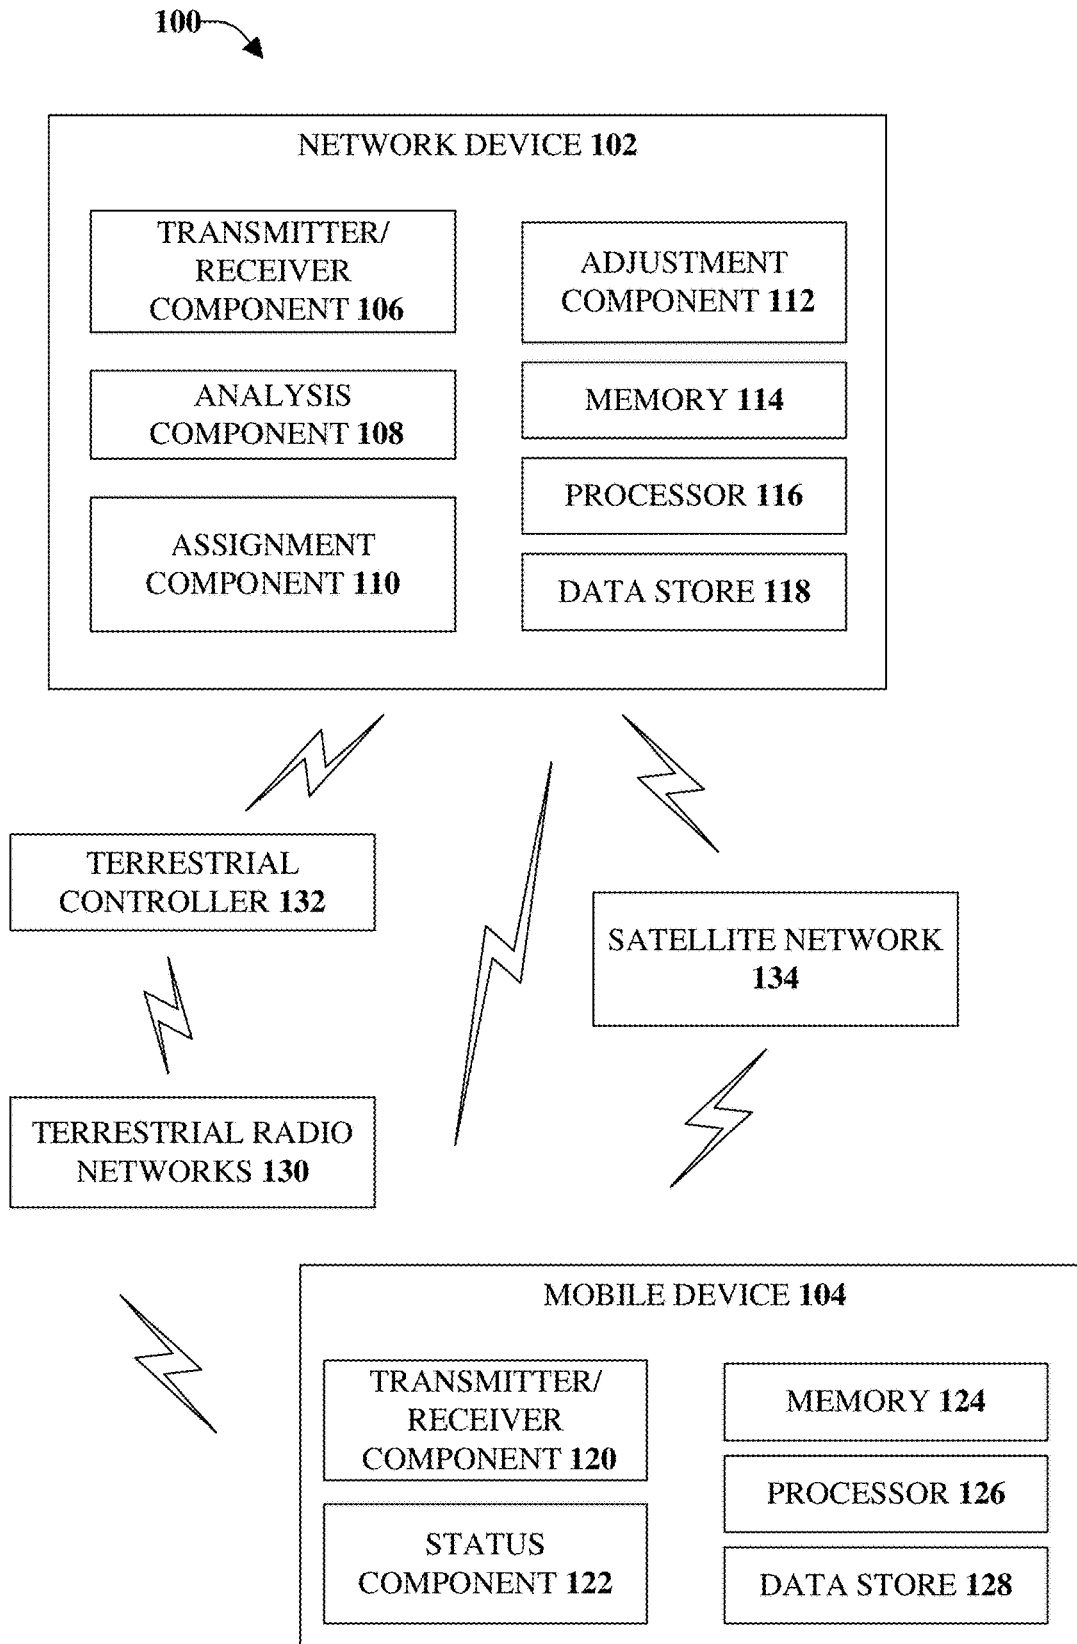 100
NETWORK DEVICE 102
TRANSMITTER/
RECEIVER
COMPONENT 106
ANALYSIS
COMPONENT 108
ASSIGNMENT
COMPONENT 110
ADJUSTMENT
COMPONENT 112
MEMORY 114
PROCESSOR 116
DATA STORE 118
TERRESTRIAL
CONTROLLER 132
SATELLITE NETWORK
134
TERRESTRIAL RADIO
NETWORKS 130
MOBILE DEVICE 104
TRANSMITTER/
RECEIVER
COMPONENT 120
STATUS
COMPONENT 122
MEMORY 124
PROCESSOR 126
DATA STORE 128